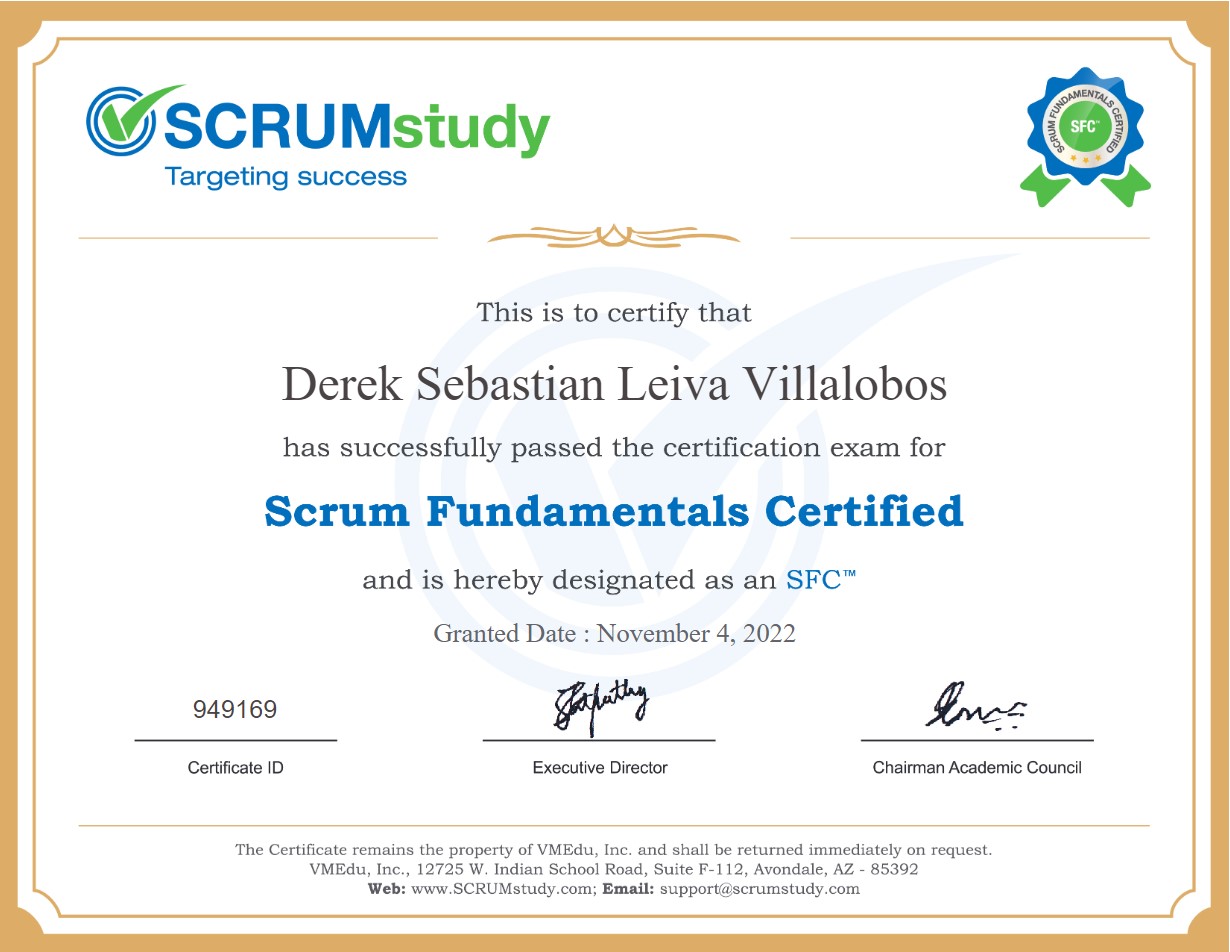 SCRUMstudy
Targeting success
SCRUM FUNDAMENTALS CERTIFIED
SFC™
This is to certify that
Derek Sebastian Leiva Villalobos
has successfully passed the certification exam for
Scrum Fundamentals Certified
and is hereby designated as an SFC™
Granted Date : November 4, 2022
949169
Certificate ID
Executive Director
Chairman Academic Council
The Certificate remains the property of VMEdu, Inc. and shall be returned immediately on request.
VMEdu, Inc., 12725 W. Indian School Road, Suite F-112, Avondale, AZ - 85392
Web: www.SCRUMstudy.com; Email: support@scrumstudy.com